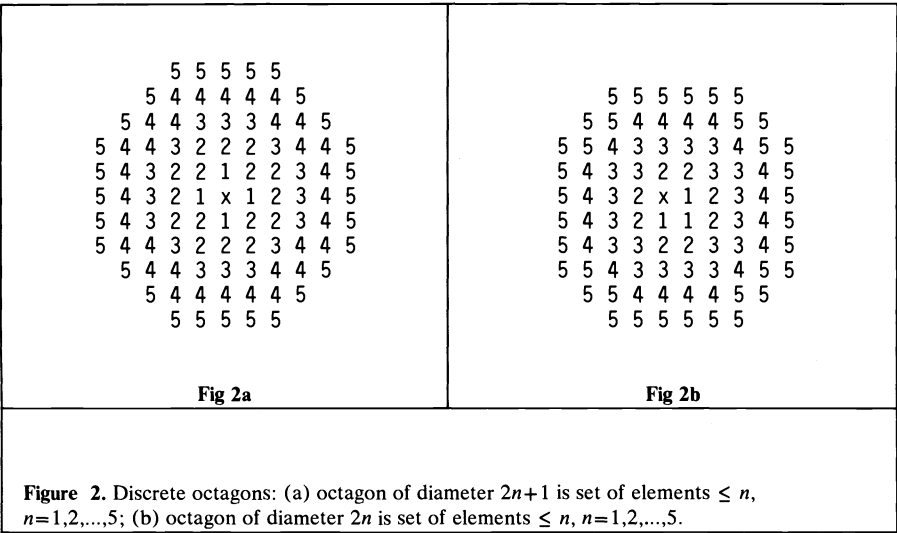 5 5 5 5 5
5 4 4 4 4 4 5
5 4 4 3 3 3 4 4 5
5 4 4 3 2 2 2 3 4 4 5
5 4 3 2 2 1 2 2 3 4 5
5 4 3 2 1 x 1 2 3 4 5
5 4 3 2 2 1 2 2 3 4 5
5 4 4 3 2 2 2 3 4 4 5
5 4 4 3 3 3 4 4 5
5 4 4 4 4 4 5
5 5 5 5 5
Fig 2a
5 5 5 5 5 5
5 5 4 4 4 4 5 5
5 5 4 3 3 3 3 4 5 5
5 4 3 3 2 2 3 3 4 5
5 4 3 2 x 1 2 3 4 5
5 4 3 2 1 1 2 3 4 5
5 4 3 3 2 2 3 3 4 5
5 5 4 3 3 3 3 4 5 5
5 5 4 4 4 4 5 5
5 5 5 5 5 5
Fig 2b
Figure 2. Discrete octagons: (a) octagon of diameter 2n+1 is set of elements ≤ n,
n=1,2,...,5; (b) octagon of diameter 2n is set of elements ≤ n, n=1,2,...,5.